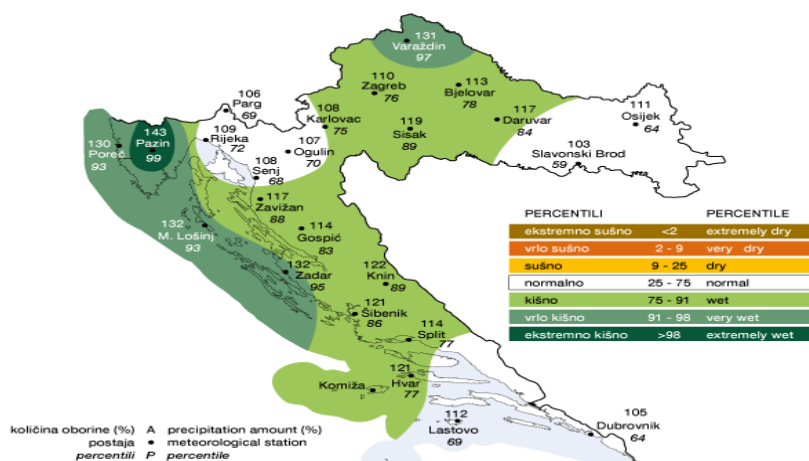 131
Varaždin
97
110
Zagreb
76
113
Bjelovar
78
106
Parg
69
108
Karlovac
75
119
Sisak
89
117
Daruvar
84
111
Osijek
64
130
Poreč
93
143
Pazin
99
109
Rijeka
72
107
Ogulin
70
103
Slavonski Brod
59
108
Senj
68
117
Zavižan
88
132
M. Lošinj
93
114
Gospić
83
132
Zadar
95
122
Knin
89
121
Šibenik
86
114
Split
77
121
Hvar
77
Komiža
112
Lastovo
69
105
Dubrovnik
64
PERCENTILI PERCENTILE
ekstremno sušno <2 extremely dry
vrlo sušno 2 - 9 very dry
sušno 9 - 25 dry
normalno 25 - 75 normal
kišno 75 - 91 wet
vrlo kišno 91 - 98 very wet
ekstremno kišno >98 extremely wet
količina oborine (%) A precipitation amount (%)
postaja meteorological station
percentili P percentile